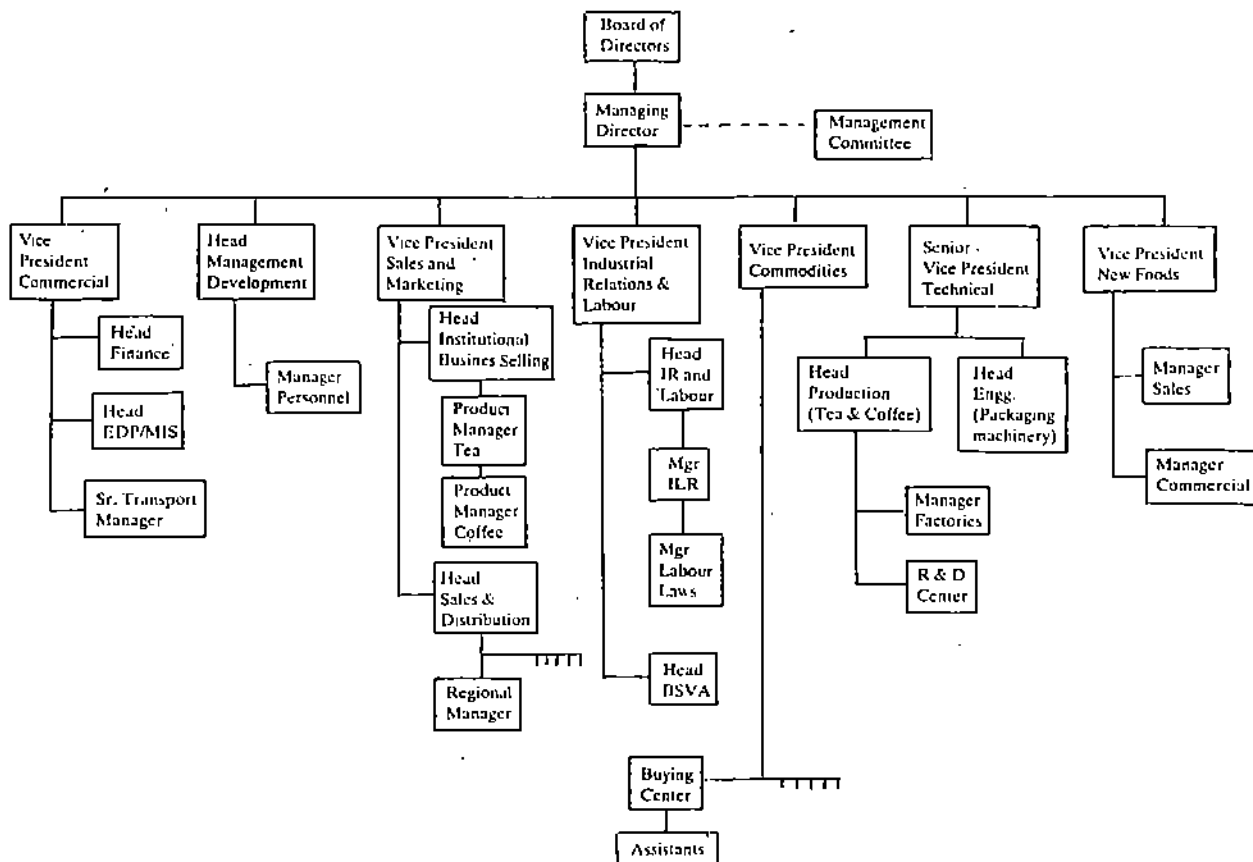 Board of
Directors
Managing
Director
Management
Committee
Vice
President
Commercial
Head
Management
Development
Vice President
Sales and
Marketing
Vice President
Industrial
Relations &
Labour
Vice President
Commodities
Senior -
Vice President
Technical
Vice President
New Foods
Head
Finance
Head
EDP/MIS
Sr. Transport
Manager
Manager
Personnel
Head
Institutional
Busines Selling
Product
Manager
Tea
Product
Manager
Coffee
Head
Sales &
Distribution
Regional
Manager
Head
IR and
Labour
Mgr
ILR
Mgr
Labour
Laws
Head
Buying
Center
Assistants
Head
Production
(Tea & Coffee)
Head
Engg.
(Packaging
machinery)
Manager
Factories
R & D
Center
Manager
Sales
Manager
Commercial